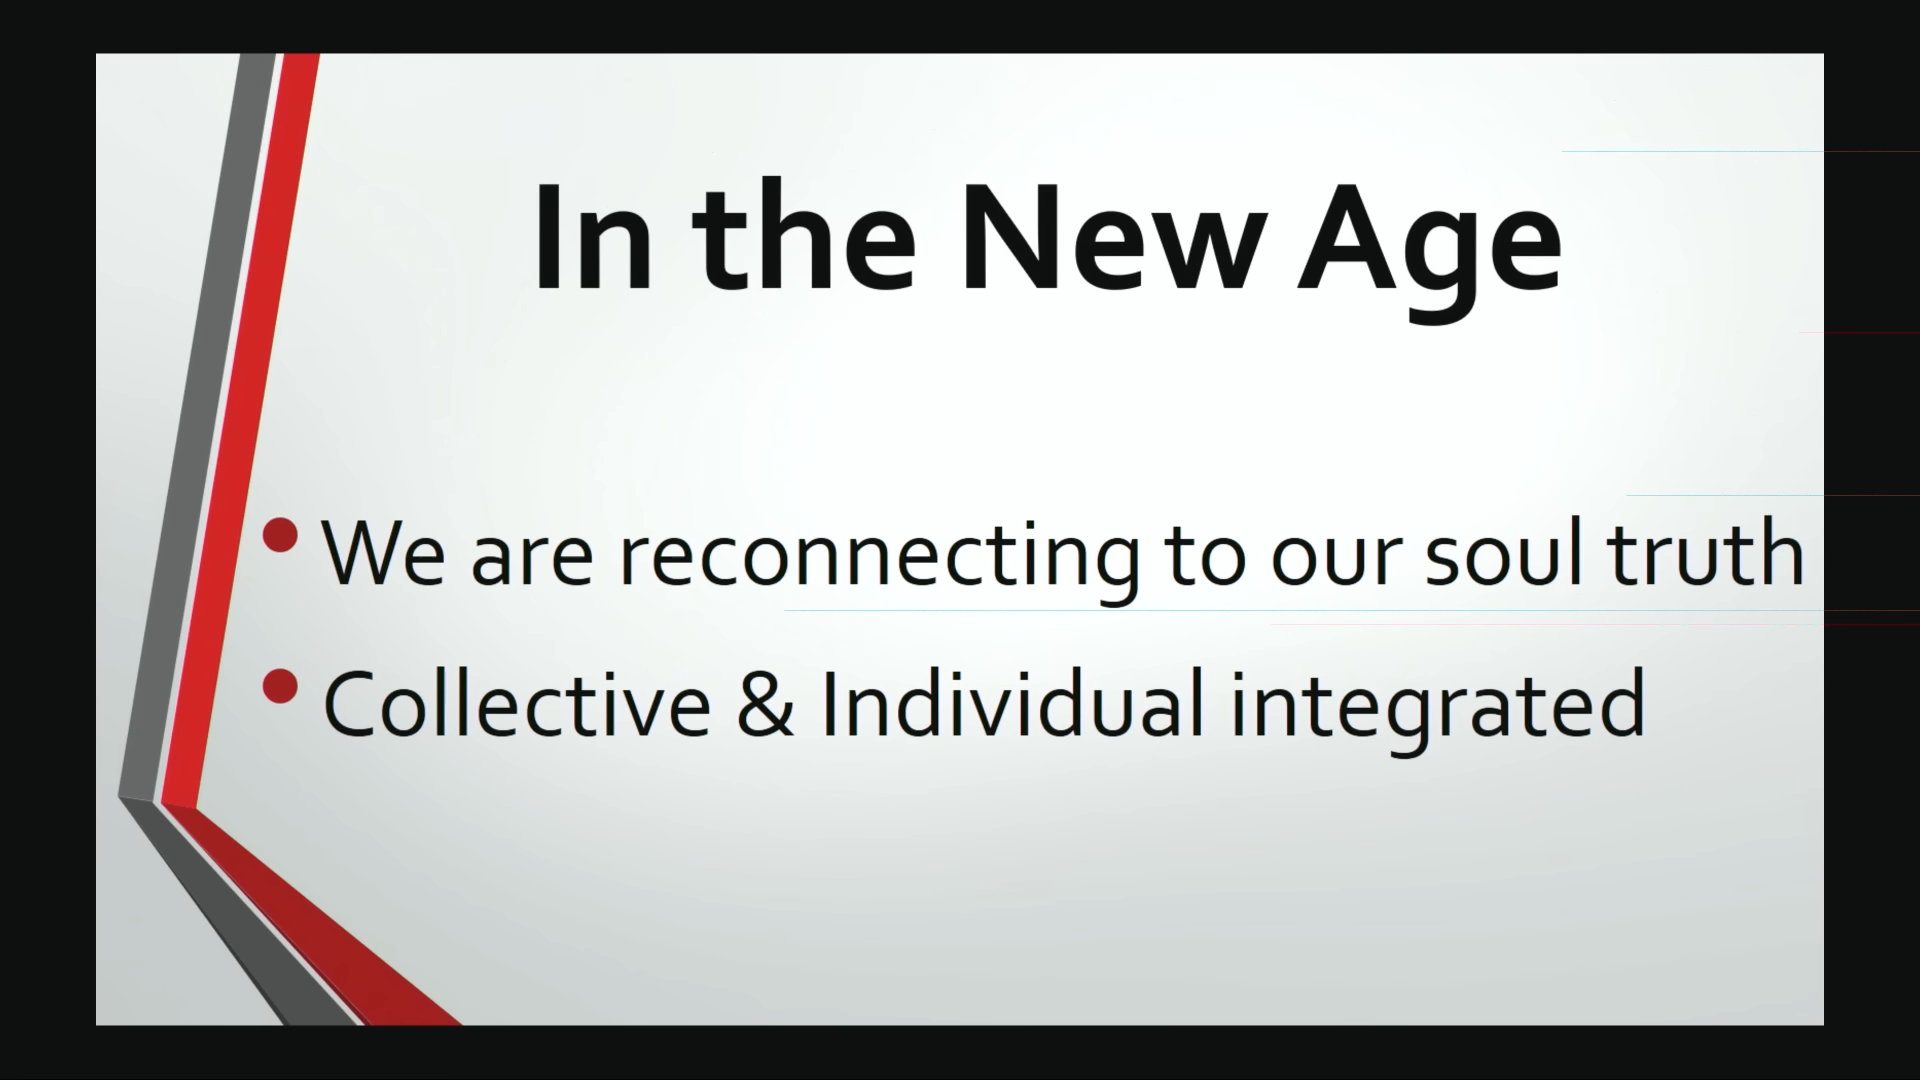 In the New Age
• We are reconnecting to our soul truth
• Collective & Individual integrated